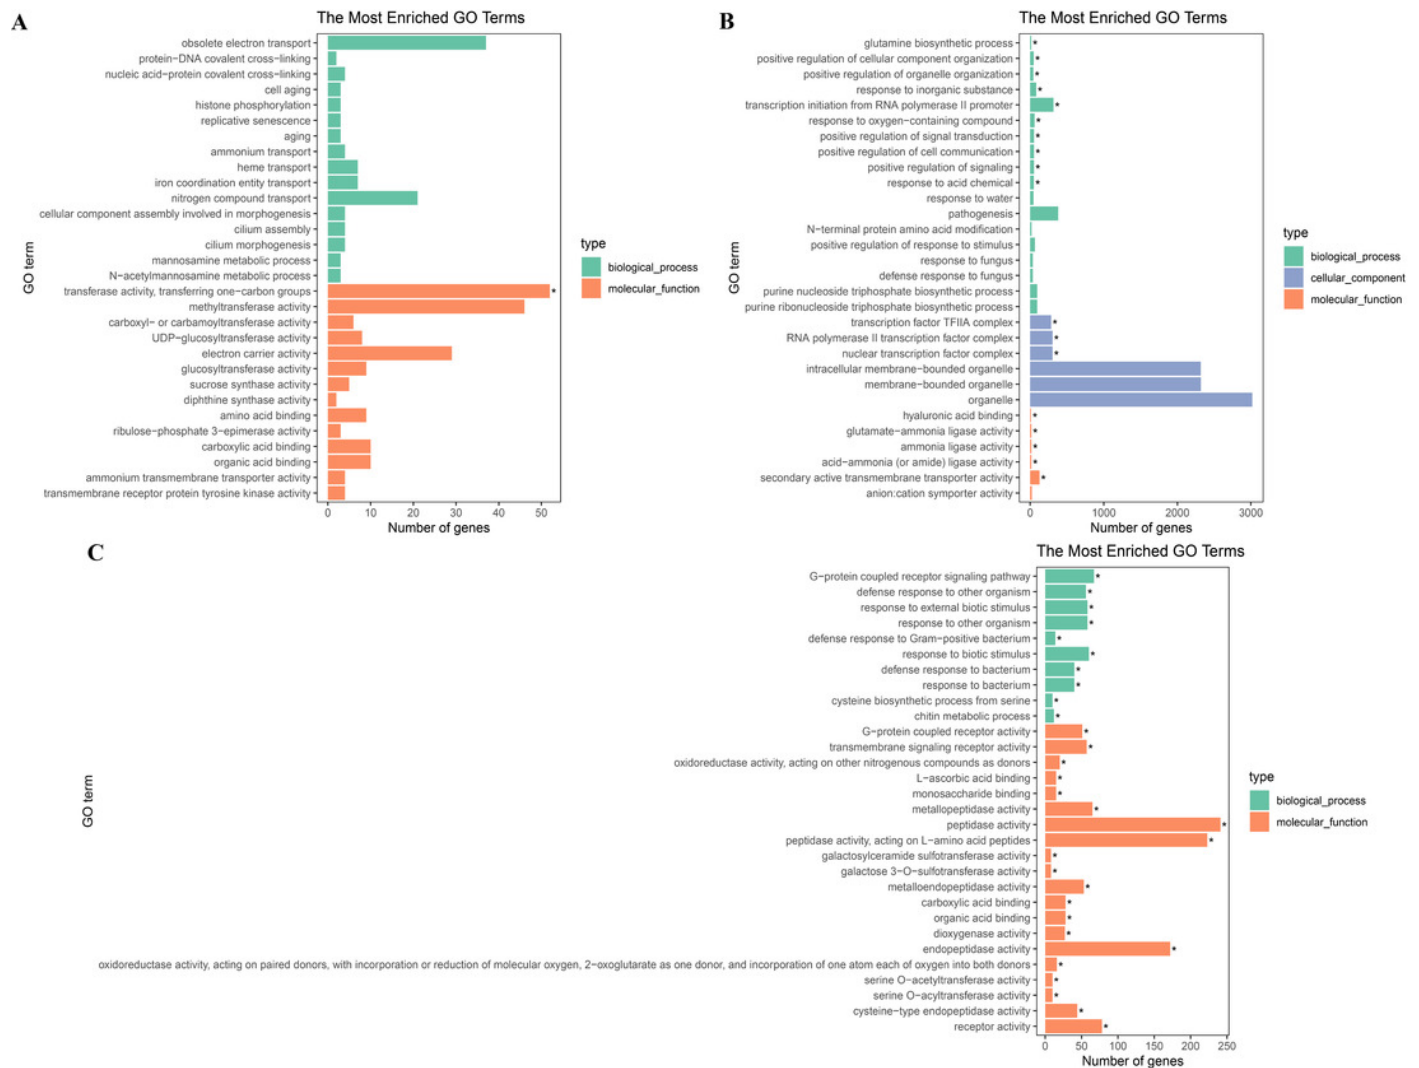 A
The Most Enriched GO Terms
obsolete electron transport
protein−DNA covalent cross−linking
nucleic acid−protein covalent cross−linking
cell aging
histone phosphorylation
replicative senescence
aging
ammonium transport
heme transport
iron coordination entity transport
nitrogen compound transport
cellular component assembly involved in morphogenesis
cilium assembly
cilium morphogenesis
mannosamine metabolic process
N−acetylmannosamine metabolic process
transferase activity, transferring one−carbon groups *
methyltransferase activity
carboxyl− or carbamoyltransferase activity
UDP−glucosyltransferase activity
electron carrier activity
glucosyltransferase activity
sucrose synthase activity
diphthine synthase activity
amino acid binding
ribulose−phosphate 3−epimerase activity
carboxylic acid binding
organic acid binding
ammonium transmembrane transporter activity
transmembrane receptor protein tyrosine kinase activity
0 10 20 30 40 50
Number of genes
GO term
type
biological_process
molecular_function
B
The Most Enriched GO Terms
glutamine biosynthetic process *
positive regulation of cellular component organization *
positive regulation of organelle organization *
response to inorganic substance *
transcription initiation from RNA polymerase II promoter *
response to oxygen−containing compound *
positive regulation of signal transduction *
positive regulation of cell communication *
positive regulation of signaling *
response to acid chemical *
response to water
pathogenesis
N−terminal protein amino acid modification
positive regulation of response to stimulus
response to fungus
defense response to fungus
purine nucleoside triphosphate biosynthetic process
purine ribonucleoside triphosphate biosynthetic process
transcription factor TFIIA complex *
RNA polymerase II transcription factor complex *
nuclear transcription factor complex *
intracellular membrane−bounded organelle
membrane−bounded organelle
organelle
hyaluronic acid binding *
glutamate−ammonia ligase activity *
ammonia ligase activity *
acid−ammonia (or amide) ligase activity *
secondary active transmembrane transporter activity *
anion:cation symporter activity
0 1000 2000 3000
Number of genes
GO term
type
biological_process
cellular_component
molecular_function
C
The Most Enriched GO Terms
G−protein coupled receptor signaling pathway *
defense response to other organism *
response to external biotic stimulus *
response to other organism *
defense response to Gram−positive bacterium *
response to biotic stimulus *
defense response to bacterium *
response to bacterium *
cysteine biosynthetic process from serine *
chitin metabolic process *
G−protein coupled receptor activity *
transmembrane signaling receptor activity *
oxidoreductase activity, acting on other nitrogenous compounds as donors *
L−ascorbic acid binding *
monosaccharide binding *
metallopeptidase activity *
peptidase activity *
peptidase activity, acting on L−amino acid peptides *
galactosylceramide sulfotransferase activity *
galactose 3−O−sulfotransferase activity *
metalloendopeptidase activity *
carboxylic acid binding *
organic acid binding *
dioxygenase activity *
endopeptidase activity *
oxidoreductase activity, acting on paired donors, with incorporation or reduction of molecular oxygen, 2−oxoglutarate as one donor, and incorporation of one atom each of oxygen into both donors *
serine O−acetyltransferase activity *
serine O−acyltransferase activity *
cysteine−type endopeptidase activity *
receptor activity *
0 50 100 150 200 250
Number of genes
GO term
type
biological_process
molecular_function